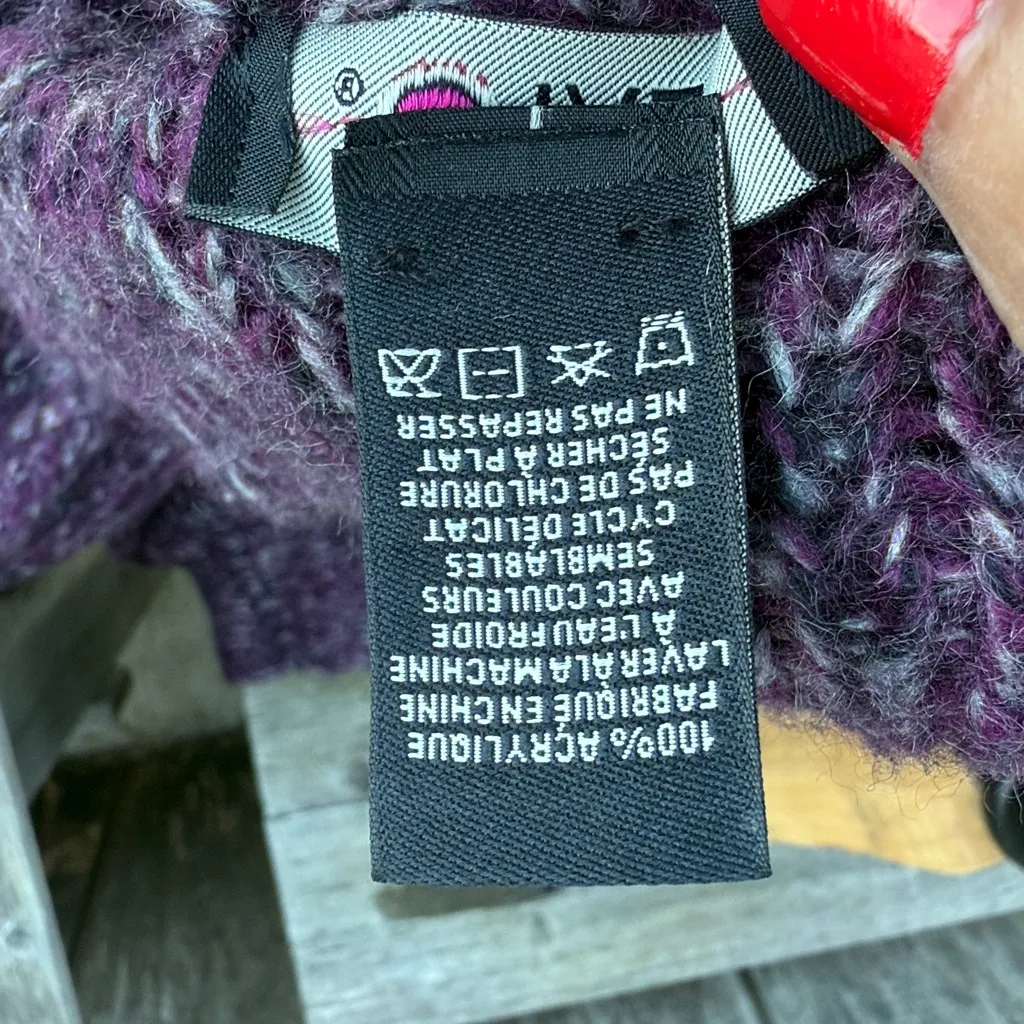 100% ACRYLIQUE
FABRIQUÉ EN CHINE
LAVER À LA MACHINE
À L'EAU FROIDE
AVEC COULEURS
SEMBLABLES
CYCLE DÉLICAT
PAS DE CHLORURE
SÉCHER À PLAT
NE PAS REPASSER
®